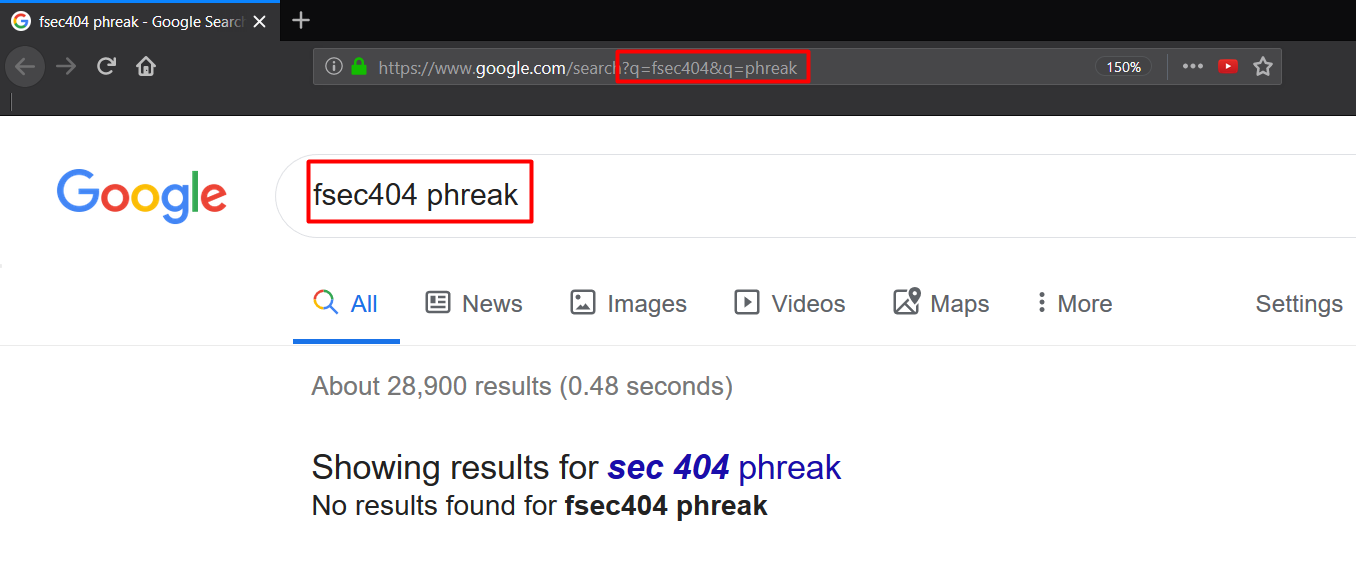 fsec404 phreak - Google Searc
https://www.google.com/search?q=fsec404&q=phreak 150%
Google fsec404 phreak
All News Images Videos Maps More Settings
About 28,900 results (0.48 seconds)
Showing results for sec 404 phreak
No results found for fsec404 phreak